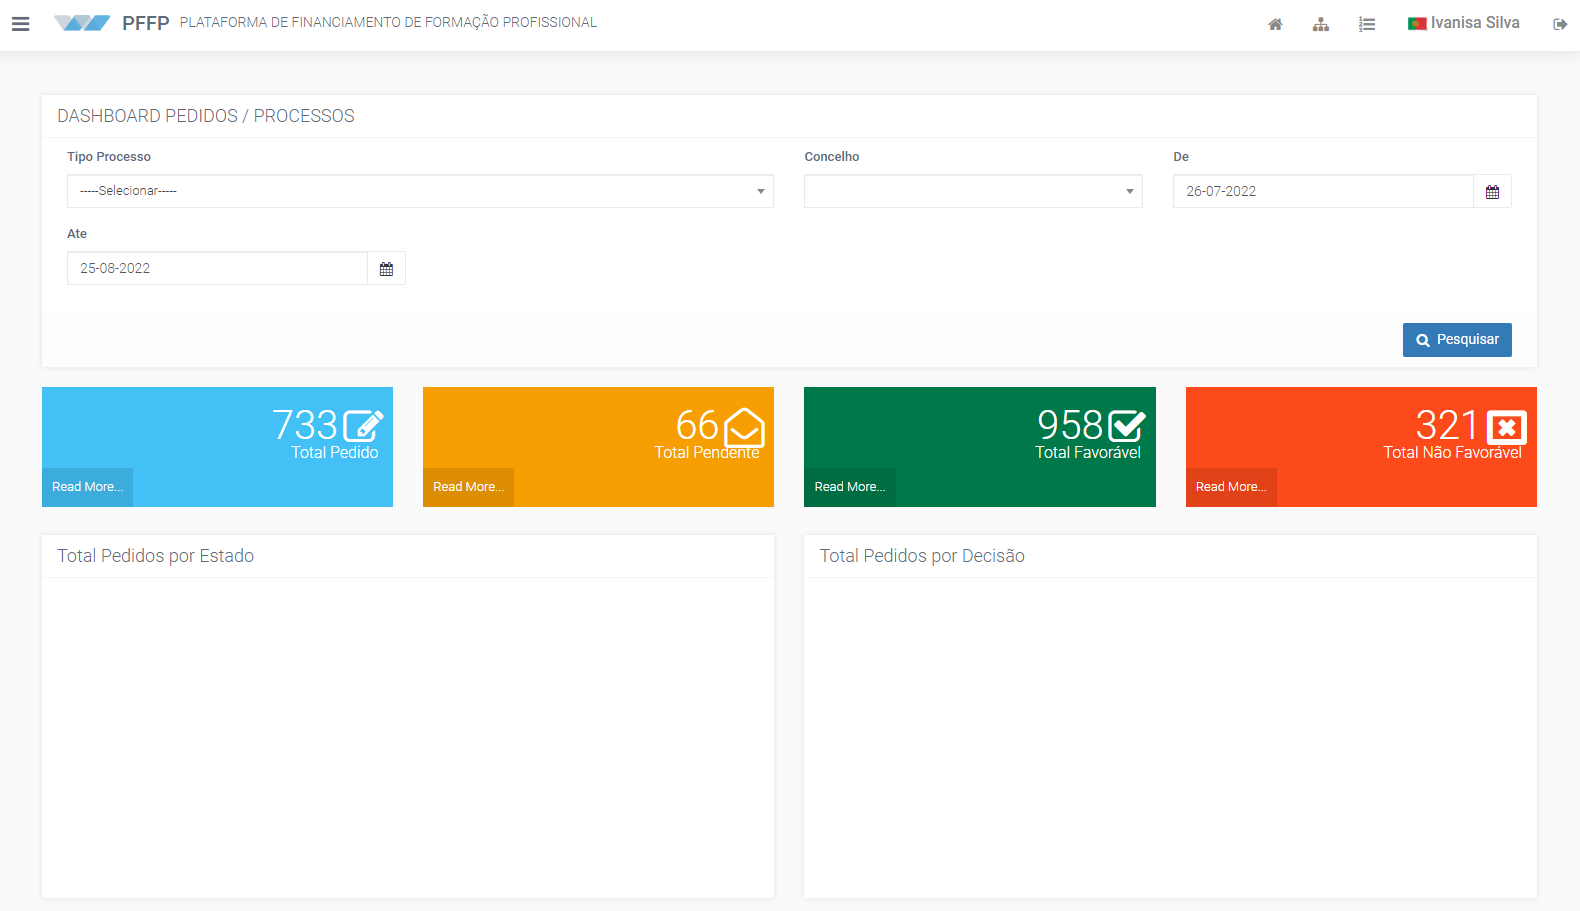 PFFP PLATAFORMA DE FINANCIAMENTO DE FORMAÇÃO PROFISSIONAL
Ivanisa Silva
DASHBOARD PEDIDOS / PROCESSOS
Tipo Processo
Concelho
De
-----Selecionar-----
26-07-2022
Ate
25-08-2022
Pesquisar
733
Total Pedido
Read More...
66
Total Pendente
Read More...
958
Total Favorável
Read More...
321
Total Não Favorável
Read More...
Total Pedidos por Estado
Total Pedidos por Decisão